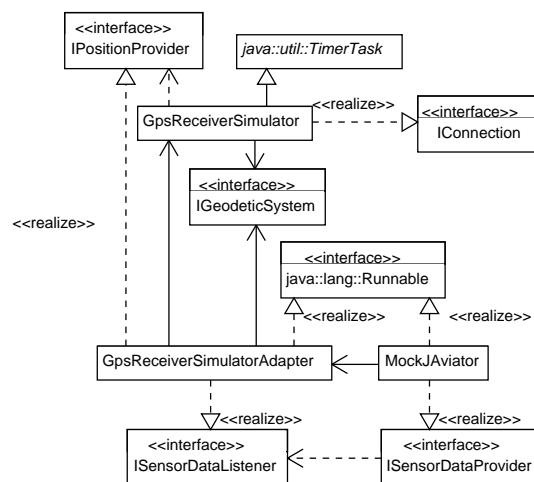 <<interface>>
IPositionProvider
java::util::TimerTask
<<realize>>
GpsReceiverSimulator
<<interface>>
IConnection
<<interface>>
IGeodeticSystem
<<realize>>
<<interface>>
java::lang::Runnable
<<realize>>
<<realize>>
GpsReceiverSimulatorAdapter
MockJAviator
<<realize>>
<<realize>>
<<interface>>
ISensorDataListener
<<interface>>
ISensorDataProvider